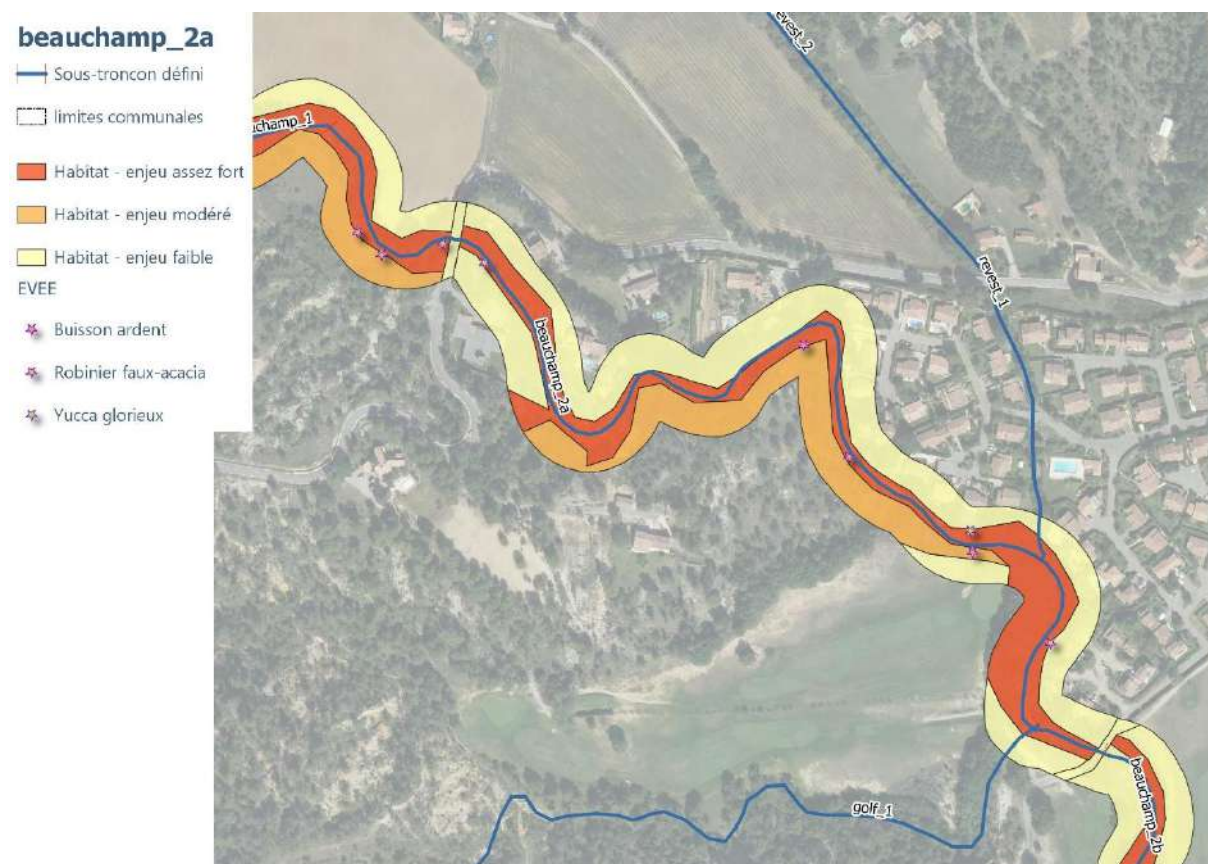 beauchamp_2a
Sous-troncon défini
limites communales
Habitat - enjeu assez fort
Habitat - enjeu modéré
Habitat - enjeu faible
EVEE
Buisson ardent
Robinier faux-acacia
Yucca glorieux
revest_2
uchamp_1
revest_1
beauchamp_2a
golf_1
beauchamp_2b